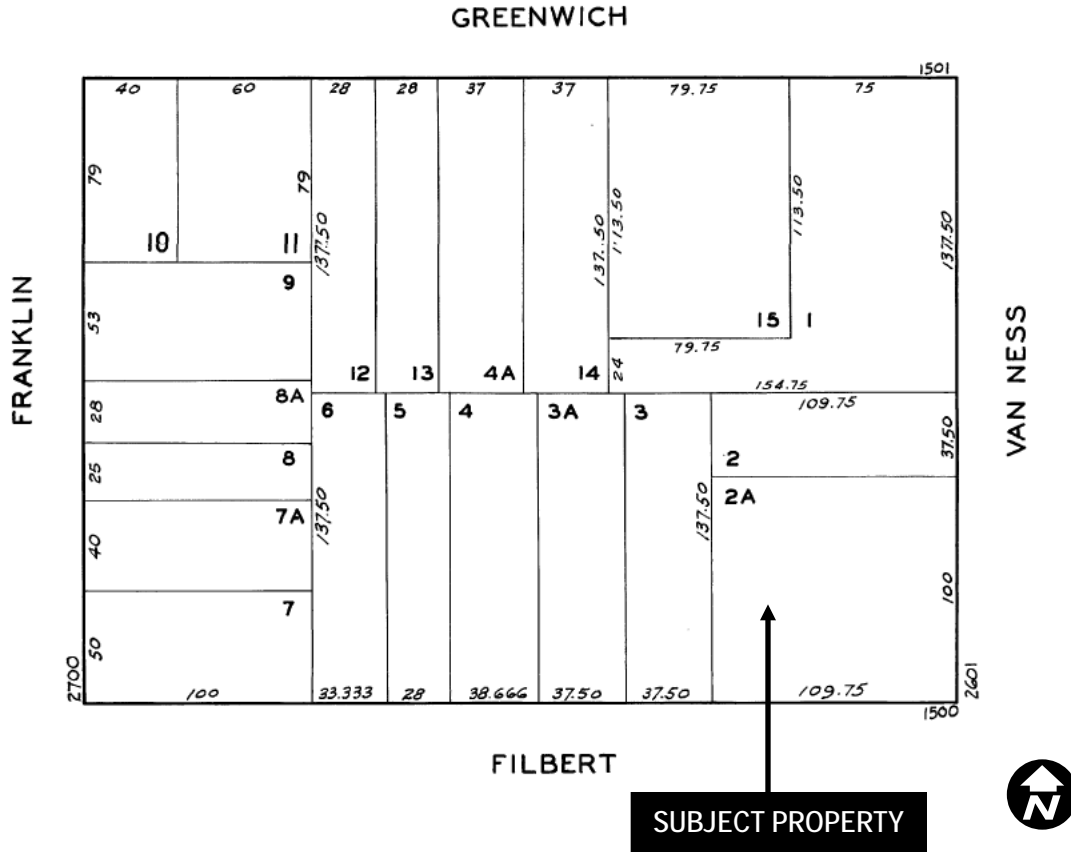 GREENWICH
1501
40 60 28 28 37 37 79.75 75
79 79 137.50 137.50 113.50 113.50 137.50
10 11
FRANKLIN
VAN NESS
9
53
15 1
79.75
12 13 4A 14 24
154.75
8A 6 5 4 3A 3 109.75
28
37.50
8 2
25
2A
7A 137.50 137.50
40
100
7
50
2700
2601
100 33.333 28 38.666 37.50 37.50 109.75
1500
FILBERT
N
SUBJECT PROPERTY